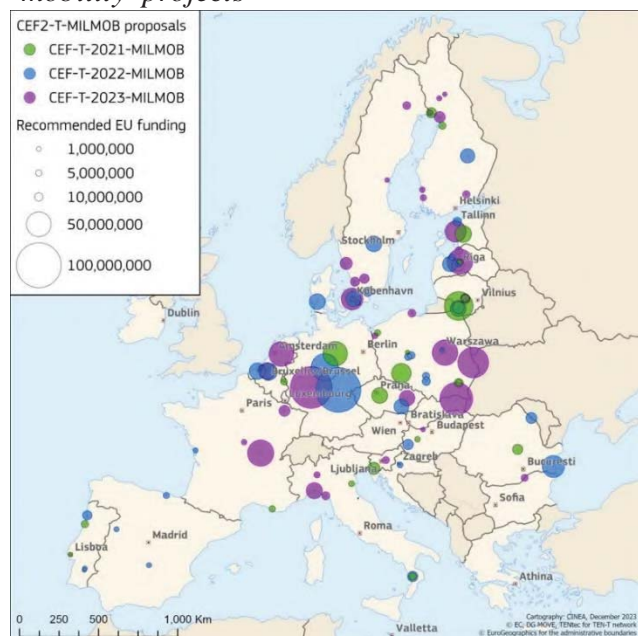 mobility projects
CEF2-T-MILMOB proposals
CEF-T-2021-MILMOB
CEF-T-2022-MILMOB
CEF-T-2023-MILMOB
Recommended EU funding
1,000,000
5,000,000
10,000,000
50,000,000
100,000,000
Helsinki
Tallinn
Stockholm
Riga
København
Vilnius
Dublin
Amsterdam
Berlin
Warszawa
Bruxelles
Brussel
Luxembourg
Praha
Paris
Bratislava
Wien
Budapest
Ljubljana
Zagreb
Bucuresti
Sofia
Roma
Madrid
Lisboa
Athina
Valletta
0 250 500 1,000 Km
Cartography: CINEA, December 2023
© EC, DG-MOVE, TENtec for TEN-T network
© EuroGeographics for the administrative boundar